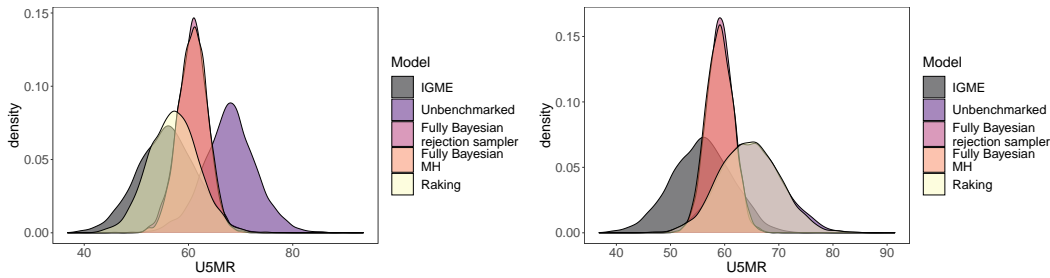 0.15
0.10
0.05
0.00
density
40
60
80
U5MR
Model
IGME
Unbenchmarked
Fully Bayesian
rejection sampler
Fully Bayesian
MH
Raking
0.15
0.10
0.05
0.00
density
40
50
60
70
80
90
U5MR
Model
IGME
Unbenchmarked
Fully Bayesian
rejection sampler
Fully Bayesian
MH
Raking